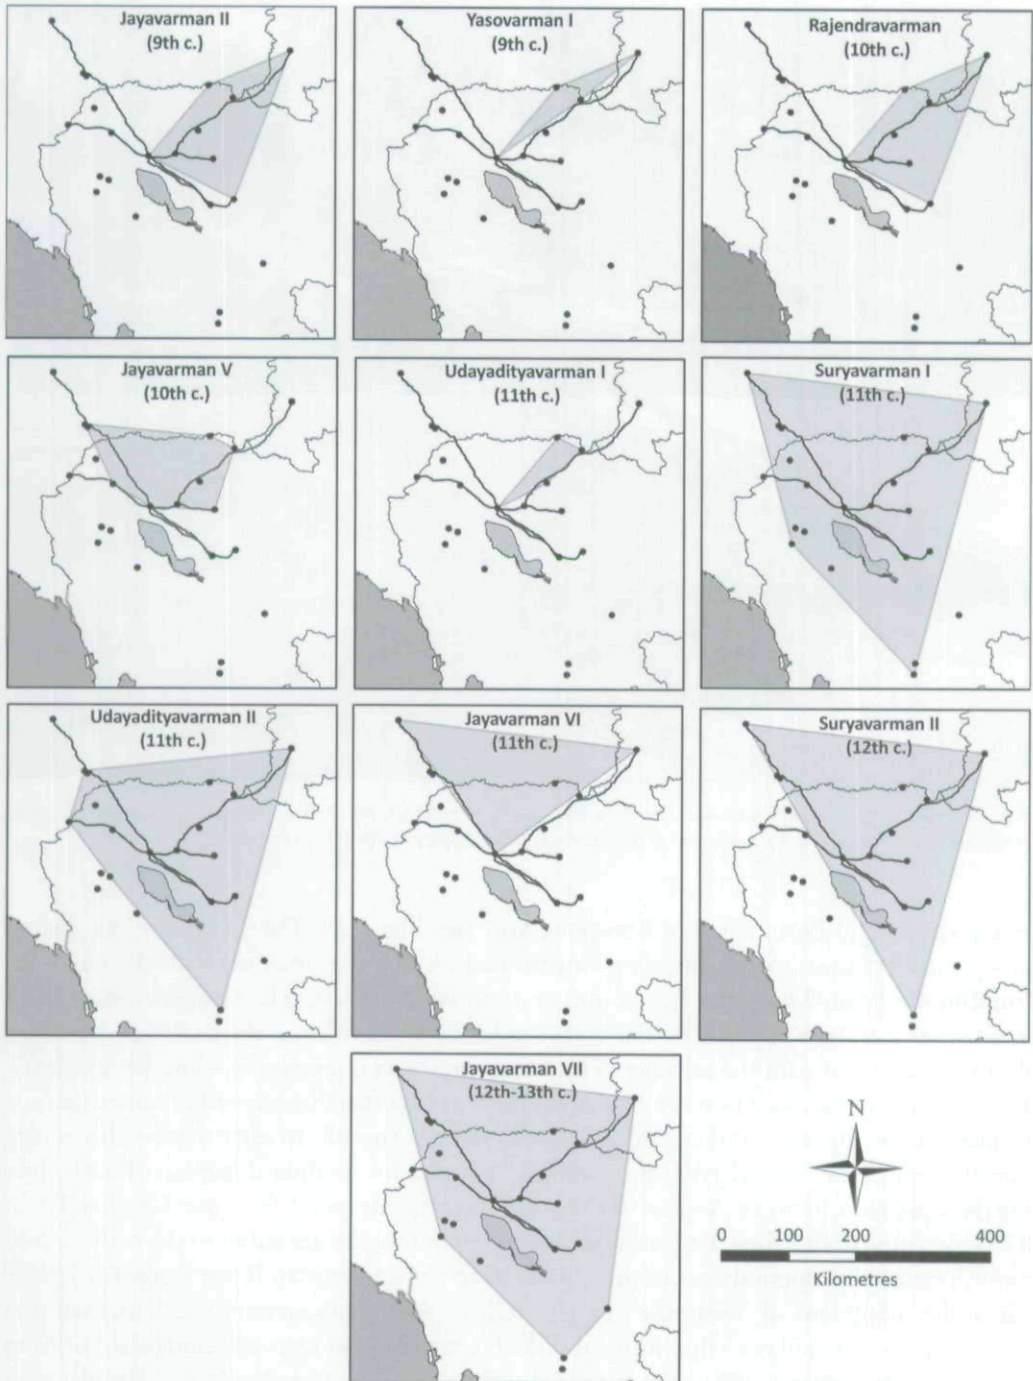 Jayavarman II
(9th c.)
Yasovarman I
(9th c.)
Rajendravarman
(10th c.)
Jayavarman V
(10th c.)
Udayadityavarman I
(11th c.)
Suryavarman I
(11th c.)
Udayadityavarman II
(11th c.)
Jayavarman VI
(11th c.)
Suryavarman II
(12th c.)
Jayavarman VII
(12th-13th c.)
N
0 100 200 400
Kilometres